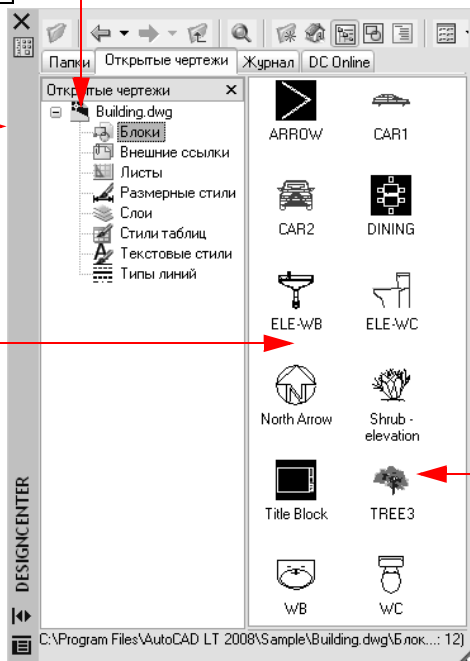 Папки Открытые чертежи Журнал DC Online
Открытые чертежи
Building.dwg
Блоки
Внешние ссылки
Листы
Размерные стили
Слои
Стили таблиц
Текстовые стили
Типы линий
ARROW CAR1
CAR2 DINING
ELE-WB ELE-WC
North Arrow Shrub -
elevation
Title Block TREE3
WB WC
DESIGNCENTER
C:\Program Files\AutoCAD LT 2008\Sample\Building.dwg\Блок...: 12)